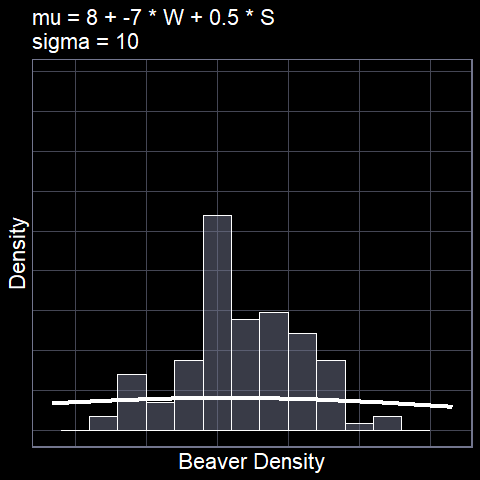 mu = 8 + -7 * W + 0.5 * S
sigma = 10
Density
Beaver Density